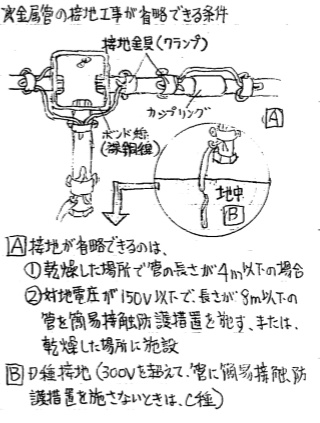 金属管の接地工事が省略できる条件
接地金具(クランプ)
カップリング
A
ボンド線
(裸銅線)
地中
B
A 接地が省略できるのは、
①乾燥した場所で管の長さが4m以下の場合
②対地電圧が150V以下で、長さが8m以下の
管を簡易接触防護措置を施す、または、
乾燥した場所に施設
B D種接地(300Vを超えて、管に簡易接触防
護措置を施さないときは、C種)